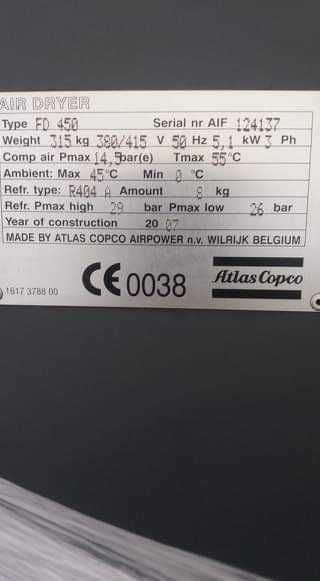 AIR DRYER
Type FD 450 Serial nr AIF 124137
Weight 315 kg 380/415 V 50 Hz 5,1 kW 3 Ph
Comp air Pmax 14,5 bar(e) Tmax 55°C
Ambient: Max 45°C Min 0°C
Refr. type: R404 A Amount 8 kg
Refr. Pmax high 29 bar Pmax low 26 bar
Year of construction 20 07
MADE BY ATLAS COPCO AIRPOWER n.v. WILRIJK BELGIUM
CE 0038 Atlas Copco
1617 3788 00